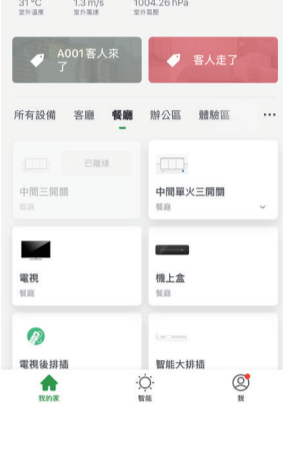 31 °C 1.3 m/s 1004.26 hPa
室外溫度 室外風速 室外氣壓
A001客人來
了
客人走了
所有設備 客廳 餐廳 辦公區 體驗區 •••
已離線
中間三開關 中間單火三開關
餐廳 餐廳
電視 機上盒
餐廳 餐廳
電視後排插 智能大排插
我的家 智能 我